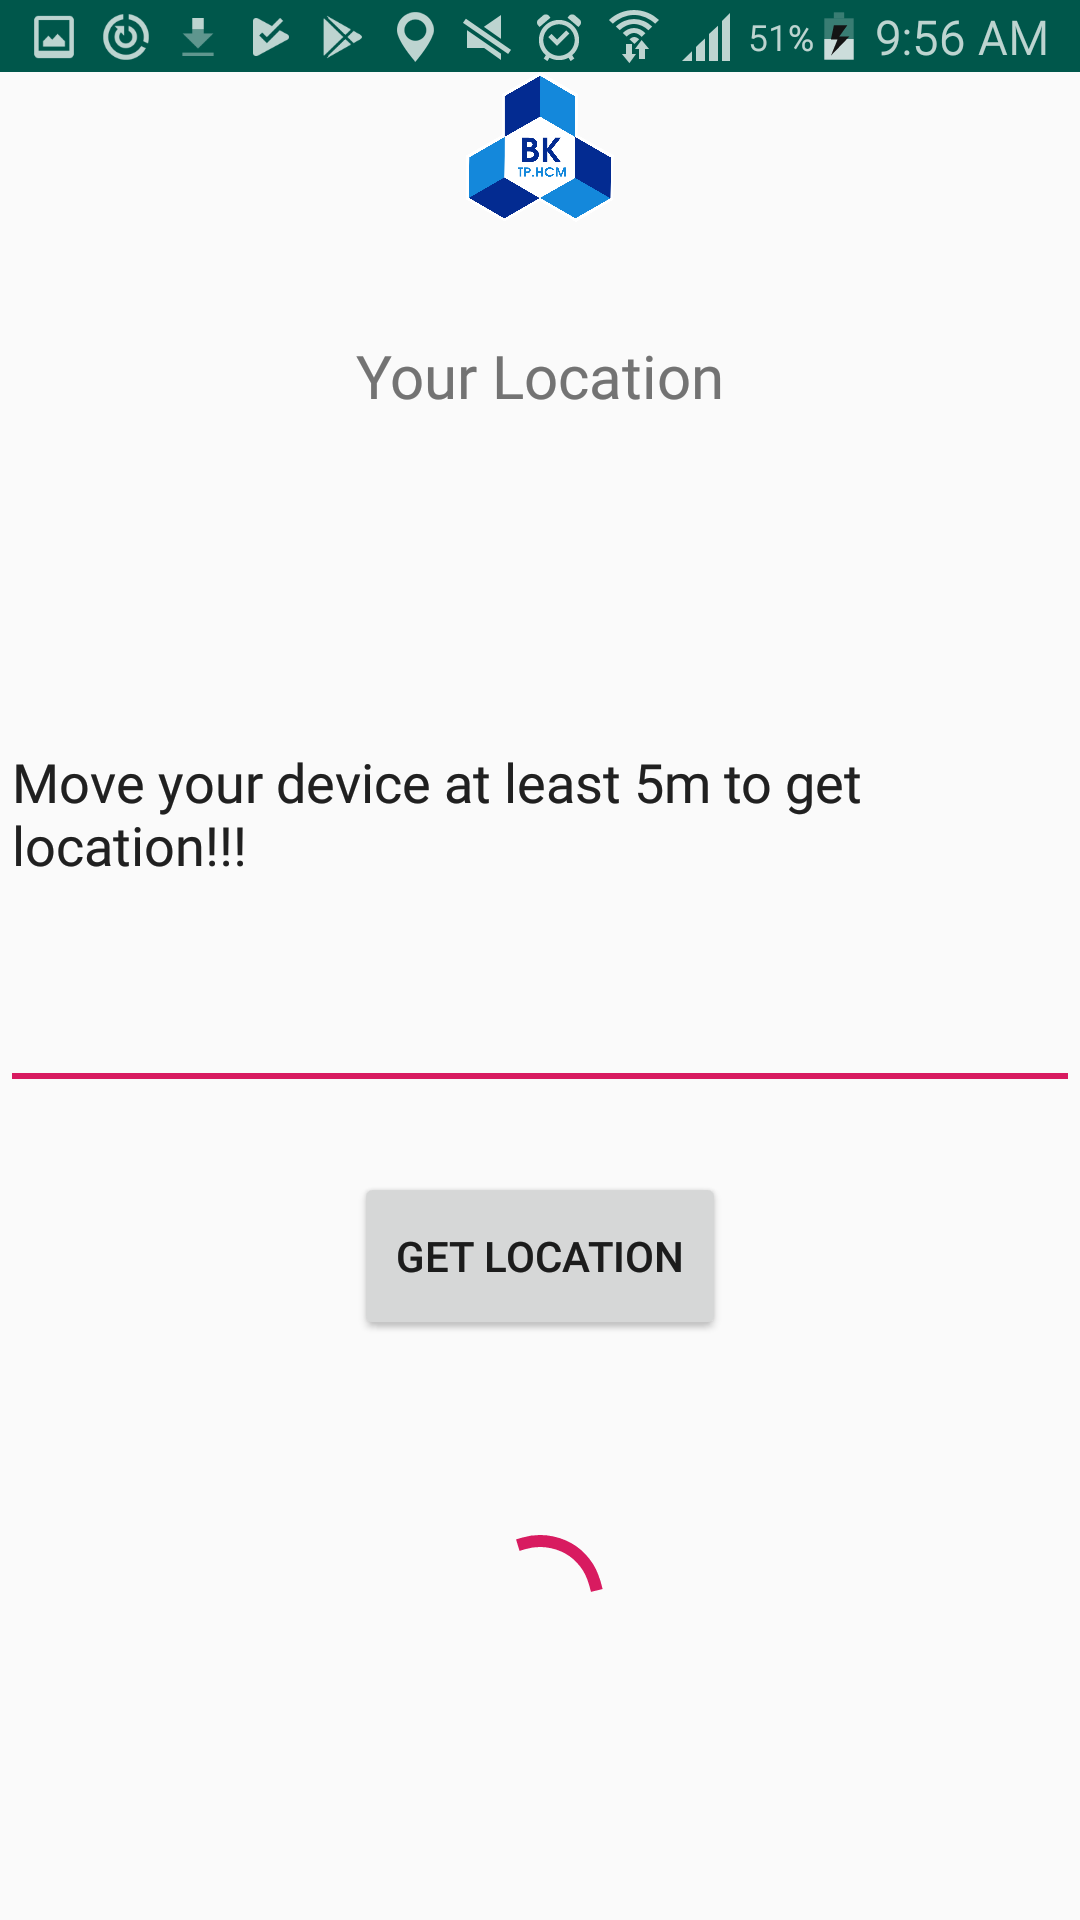 51% 9:56 AM
BK
TP.HCM
Your Location
Move your device at least 5m to get
location!!!
GET LOCATION